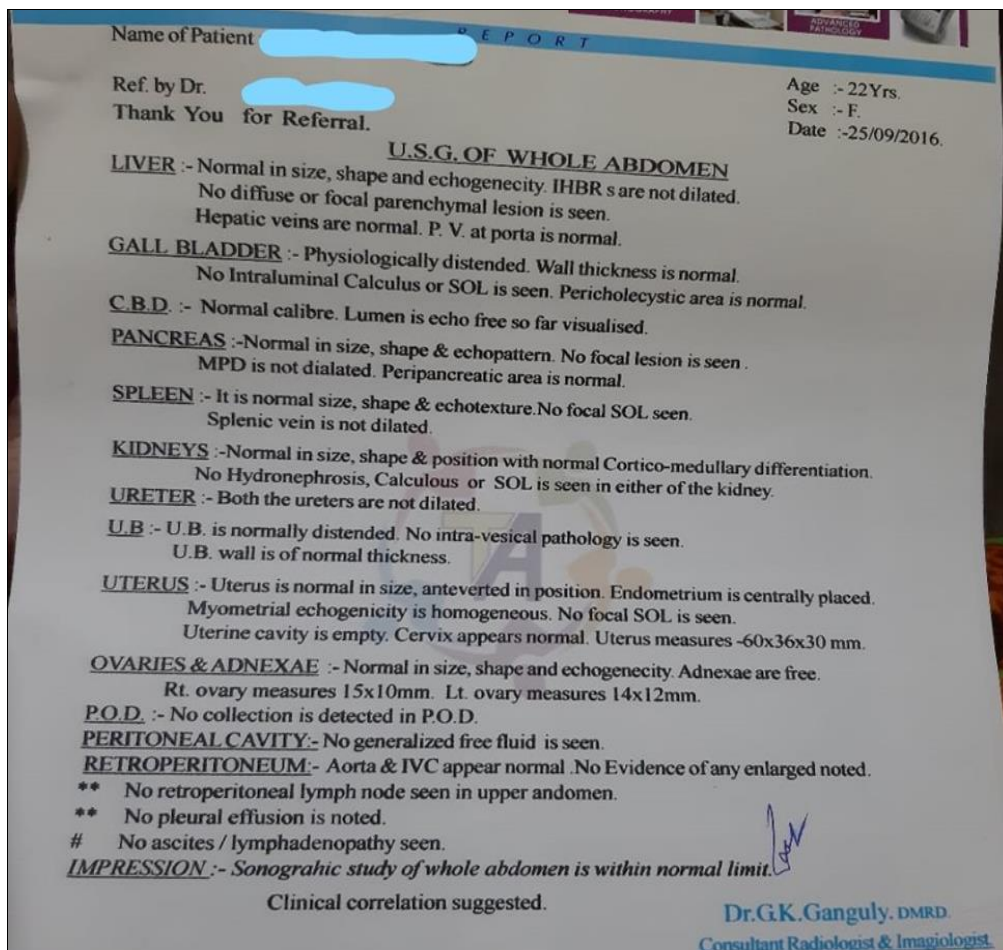 ADVANCED
PATHOLOGY
REPORT
Name of Patient
Ref. by Dr.
Thank You for Referral.
Age :- 22Yrs.
Sex :- F.
Date :-25/09/2016.
U.S.G. OF WHOLE ABDOMEN
LIVER :- Normal in size, shape and echogenecity. IHBR s are not dilated.
No diffuse or focal parenchymal lesion is seen.
Hepatic veins are normal. P. V. at porta is normal.
GALL BLADDER :- Physiologically distended. Wall thickness is normal.
No Intraluminal Calculus or SOL is seen. Pericholecystic area is normal.
C.B.D. :- Normal calibre. Lumen is echo free so far visualised.
PANCREAS :-Normal in size, shape & echopattern. No focal lesion is seen .
MPD is not dialated. Peripancreatic area is normal.
SPLEEN :- It is normal size, shape & echotexture.No focal SOL seen.
Splenic vein is not dilated.
KIDNEYS :-Normal in size, shape & position with normal Cortico-medullary differentiation.
No Hydronephrosis, Calculous or SOL is seen in either of the kidney.
URETER :- Both the ureters are not dilated.
U.B :- U.B. is normally distended. No intra-vesical pathology is seen.
U.B. wall is of normal thickness.
UTERUS :- Uterus is normal in size, anteverted in position. Endometrium is centrally placed.
Myometrial echogenicity is homogeneous. No focal SOL is seen.
Uterine cavity is empty. Cervix appears normal. Uterus measures -60x36x30 mm.
OVARIES & ADNEXAE :- Normal in size, shape and echogenecity. Adnexae are free.
Rt. ovary measures 15x10mm. Lt. ovary measures 14x12mm.
P.O.D. :- No collection is detected in P.O.D.
PERITONEAL CAVITY:- No generalized free fluid is seen.
RETROPERITONEUM:- Aorta & IVC appear normal .No Evidence of any enlarged noted.
** No retroperitoneal lymph node seen in upper andomen.
** No pleural effusion is noted.
# No ascites / lymphadenopathy seen.
IMPRESSION :- Sonograhic study of whole abdomen is within normal limit.
Clinical correlation suggested.
Dr.G.K.Ganguly. DMRD.
Consultant Radiologist & Imagiologist
TA